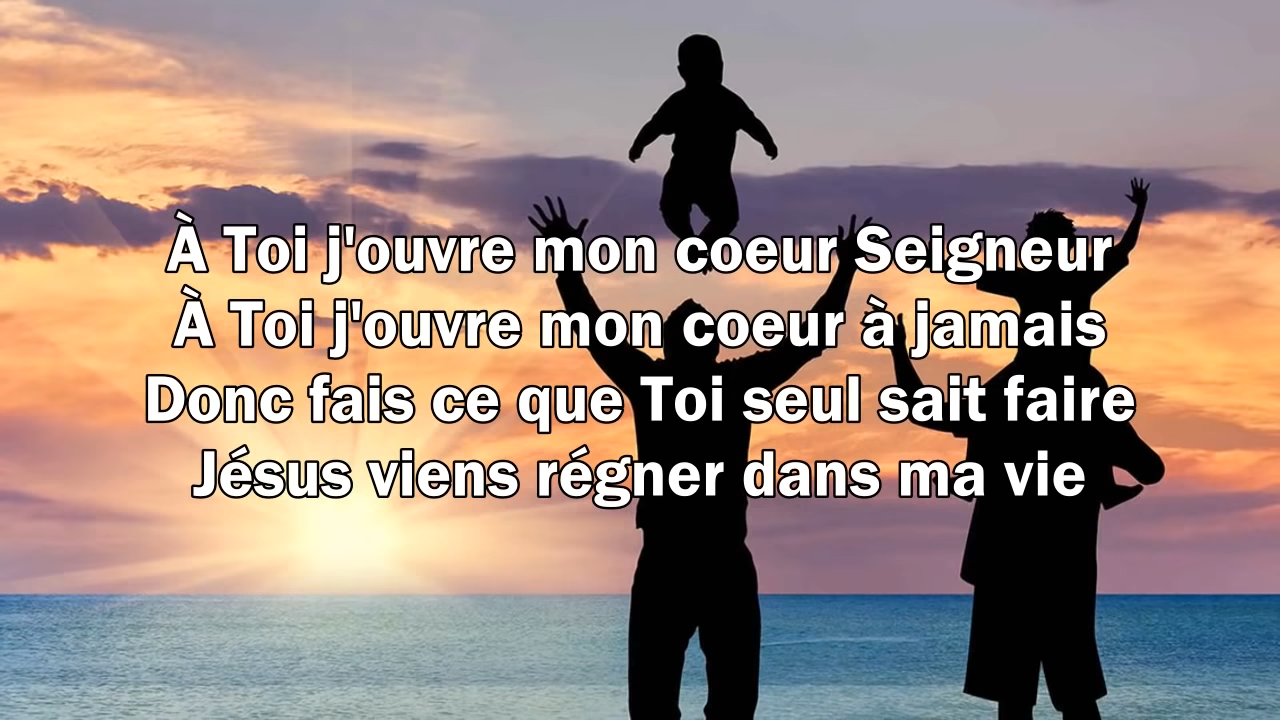 À Toi j'ouvre mon coeur Seigneur
À Toi j'ouvre mon coeur à jamais
Donc fais ce que Toi seul sait faire
Jésus viens régner dans ma vie